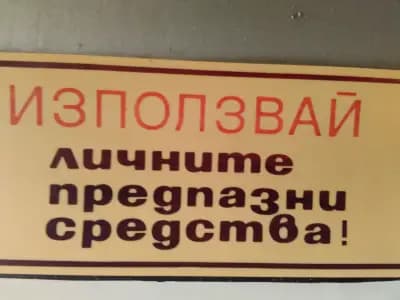 ИЗПОЛЗВАЙ
личните
предпазни
средства!